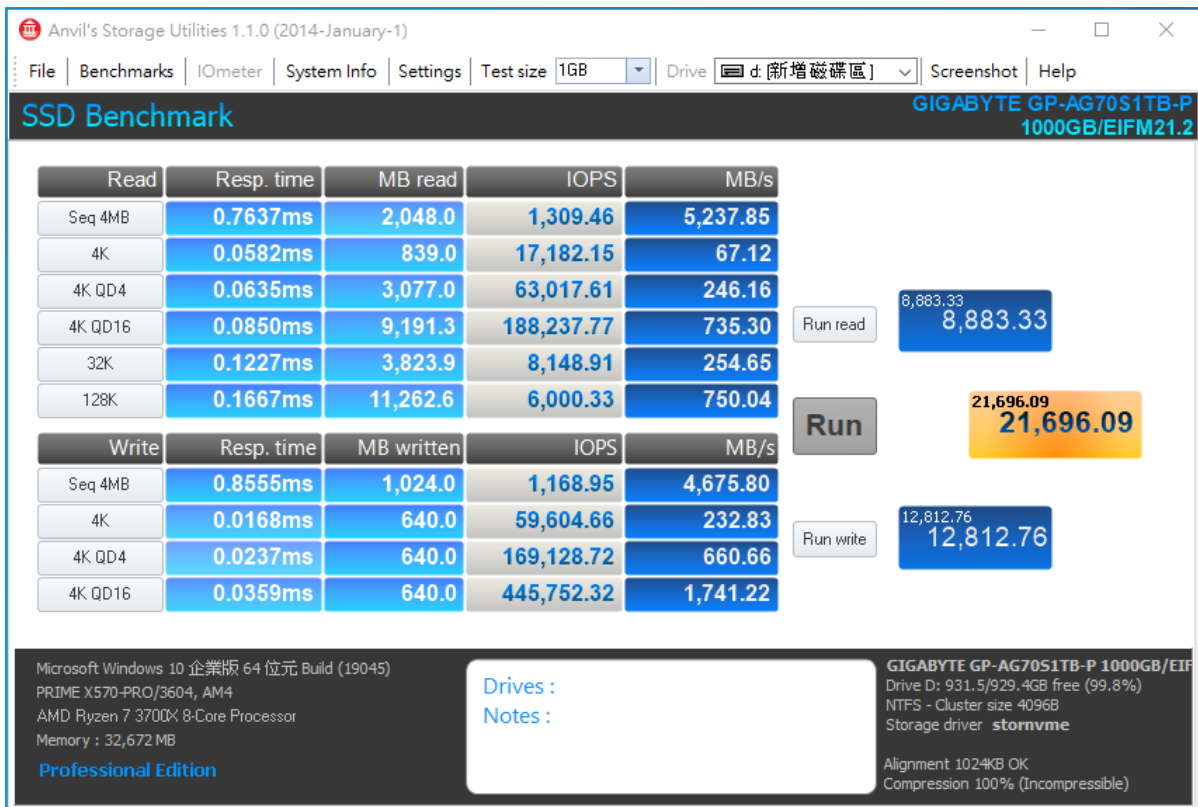 Anvil's Storage Utilities 1.1.0 (2014-January-1)
File Benchmarks IOmeter System Info Settings Test size 1GB Drive d: [新增磁碟區] Screenshot Help
SSD Benchmark
GIGABYTE GP-AG70S1TB-P
1000GB/EIFM21.2
Read Resp. time MB read IOPS MB/s
Seq 4MB 0.7637ms 2,048.0 1,309.46 5,237.85
4K 0.0582ms 839.0 17,182.15 67.12
4K QD4 0.0635ms 3,077.0 63,017.61 246.16
4K QD16 0.0850ms 9,191.3 188,237.77 735.30
32K 0.1227ms 3,823.9 8,148.91 254.65
128K 0.1667ms 11,262.6 6,000.33 750.04
Run read
8,883.33
8,883.33
Run
21,696.09
21,696.09
Write Resp. time MB written IOPS MB/s
Seq 4MB 0.8555ms 1,024.0 1,168.95 4,675.80
4K 0.0168ms 640.0 59,604.66 232.83
4K QD4 0.0237ms 640.0 169,128.72 660.66
4K QD16 0.0359ms 640.0 445,752.32 1,741.22
Run write
12,812.76
12,812.76
Microsoft Windows 10 企業版 64 位元 Build (19045)
PRIME X570-PRO/3604, AM4
AMD Ryzen 7 3700X 8-Core Processor
Memory : 32,672 MB
Professional Edition
Drives :
Notes :
GIGABYTE GP-AG70S1TB-P 1000GB/EIF
Drive D: 931.5/929.4GB free (99.8%)
NTFS - Cluster size 4096B
Storage driver stornvme
Alignment 1024KB OK
Compression 100% (Incompressible)